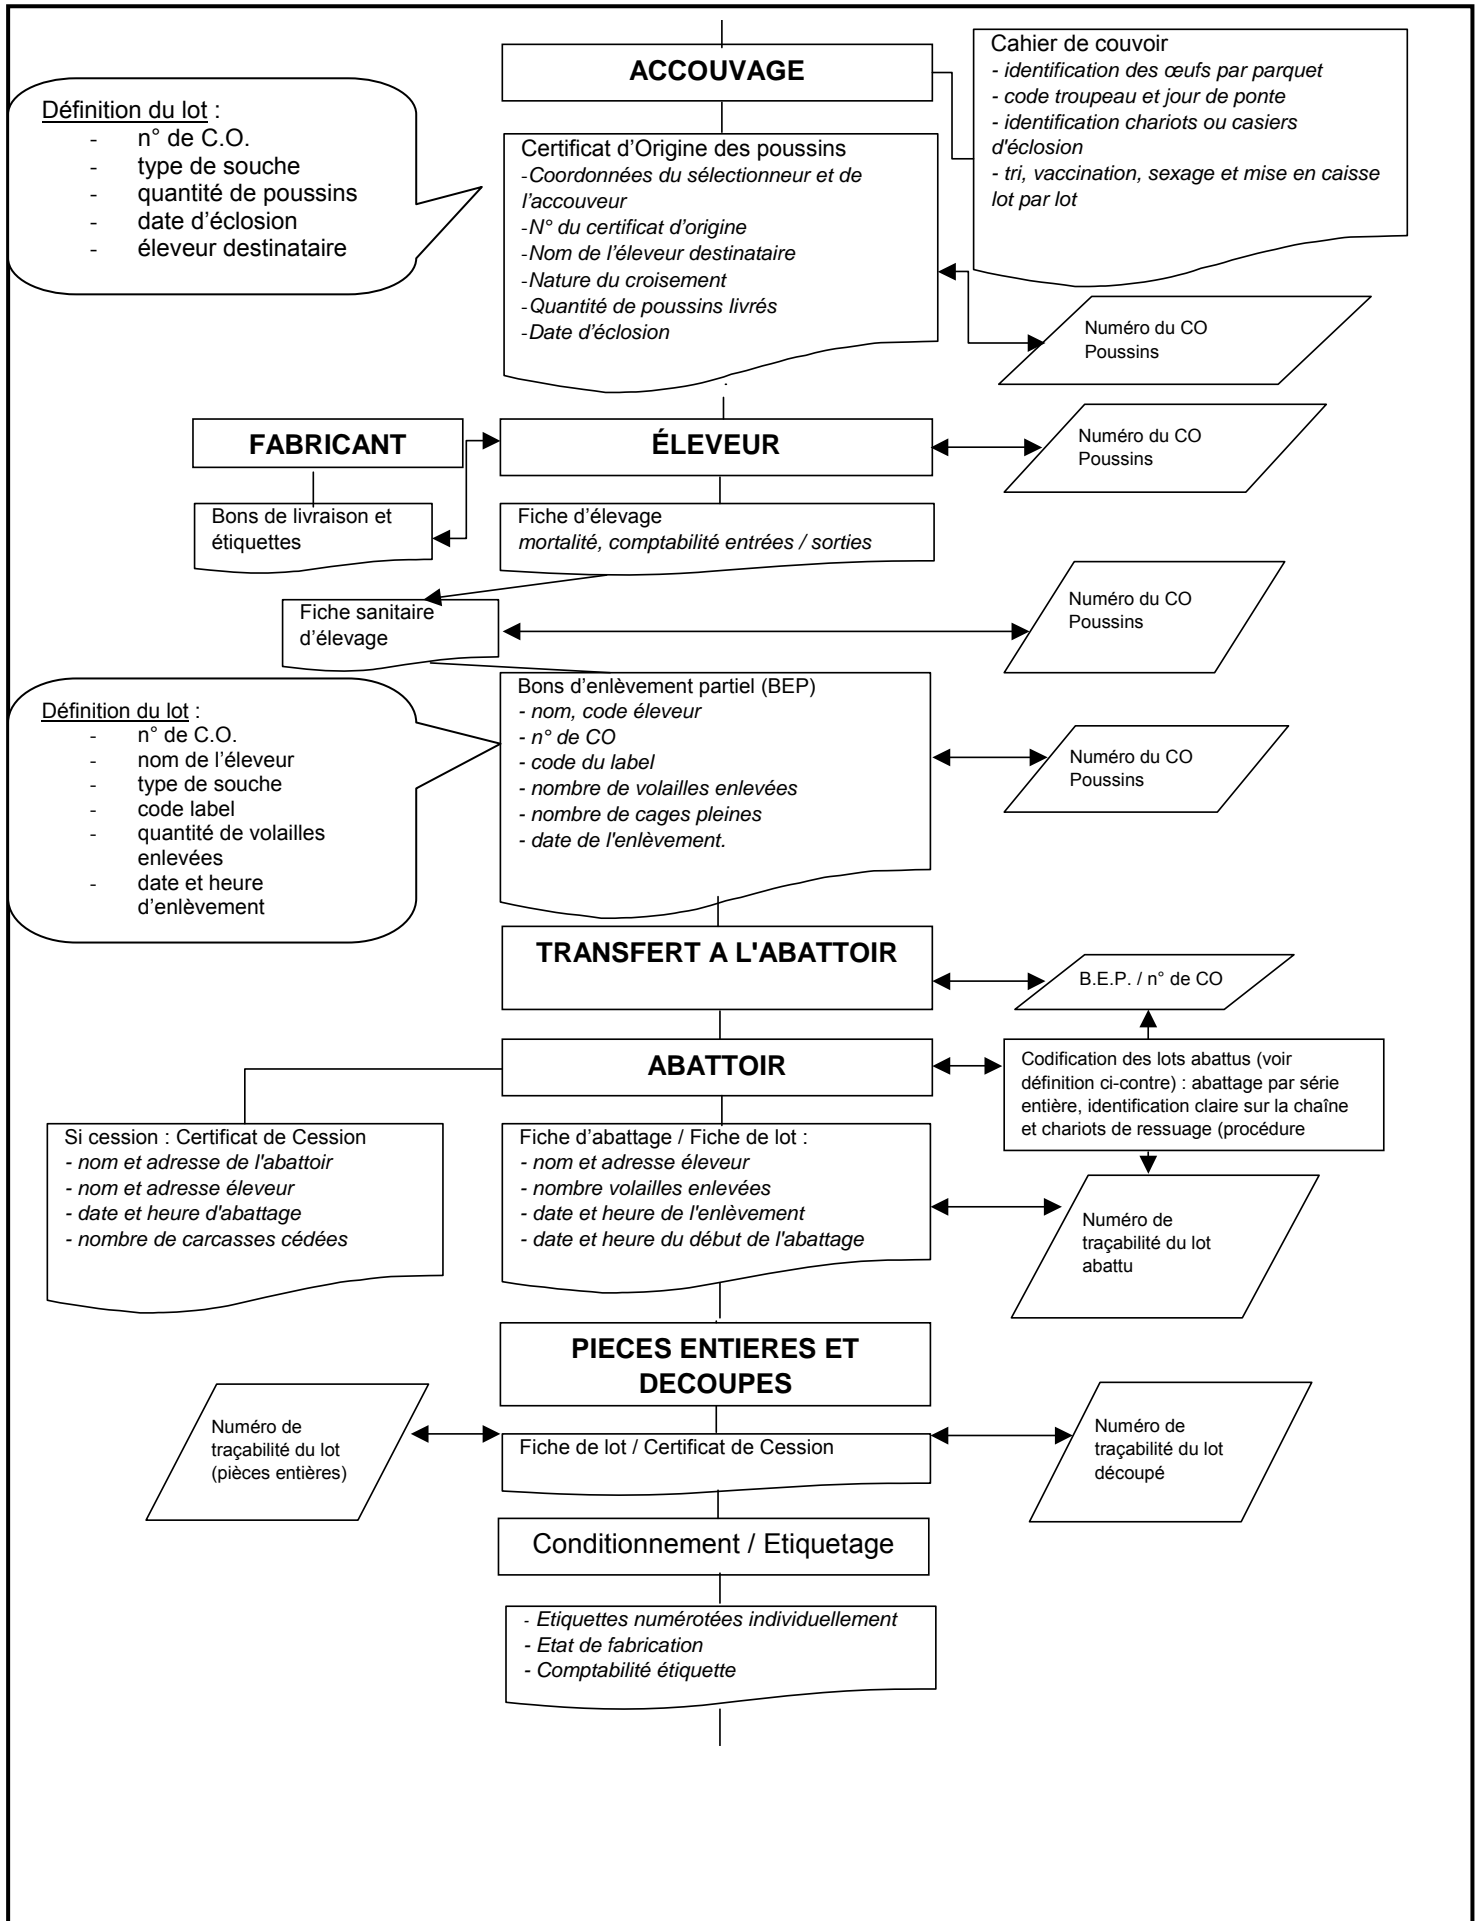 ACCOUVAGE
Cahier de couvoir
- identification des œufs par parquet
- code troupeau et jour de ponte
- identification chariots ou casiers
d'éclosion
- tri, vaccination, sexage et mise en caisse
lot par lot
Définition du lot :
- n° de C.O.
- type de souche
- quantité de poussins
- date d'éclosion
- éleveur destinataire
Certificat d'Origine des poussins
-Coordonnées du sélectionneur et de
l'accouveur
-N° du certificat d'origine
-Nom de l'éleveur destinataire
-Nature du croisement
-Quantité de poussins livrés
-Date d'éclosion
Numéro du CO
Poussins
FABRICANT
ÉLEVEUR
Numéro du CO
Poussins
Bons de livraison et
étiquettes
Fiche d'élevage
mortalité, comptabilité entrées / sorties
Fiche sanitaire
d'élevage
Numéro du CO
Poussins
Définition du lot :
- n° de C.O.
- nom de l'éleveur
- type de souche
- code label
- quantité de volailles
enlevées
- date et heure
d'enlèvement
Bons d'enlèvement partiel (BEP)
- nom, code éleveur
- n° de CO
- code du label
- nombre de volailles enlevées
- nombre de cages pleines
- date de l'enlèvement.
Numéro du CO
Poussins
TRANSFERT A L'ABATTOIR
B.E.P. / n° de CO
ABATTOIR
Codification des lots abattus (voir
définition ci-contre) : abattage par série
entière, identification claire sur la chaîne
et chariots de ressuage (procédure
Si cession : Certificat de Cession
- nom et adresse de l'abattoir
- nom et adresse éleveur
- date et heure d'abattage
- nombre de carcasses cédées
Fiche d'abattage / Fiche de lot :
- nom et adresse éleveur
- nombre volailles enlevées
- date et heure de l'enlèvement
- date et heure du début de l'abattage
Numéro de
traçabilité du lot
abattu
PIECES ENTIERES ET
DECOUPES
Numéro de
traçabilité du lot
(pièces entières)
Fiche de lot / Certificat de Cession
Numéro de
traçabilité du lot
découpé
Conditionnement / Etiquetage
- Etiquettes numérotées individuellement
- Etat de fabrication
- Comptabilité étiquette